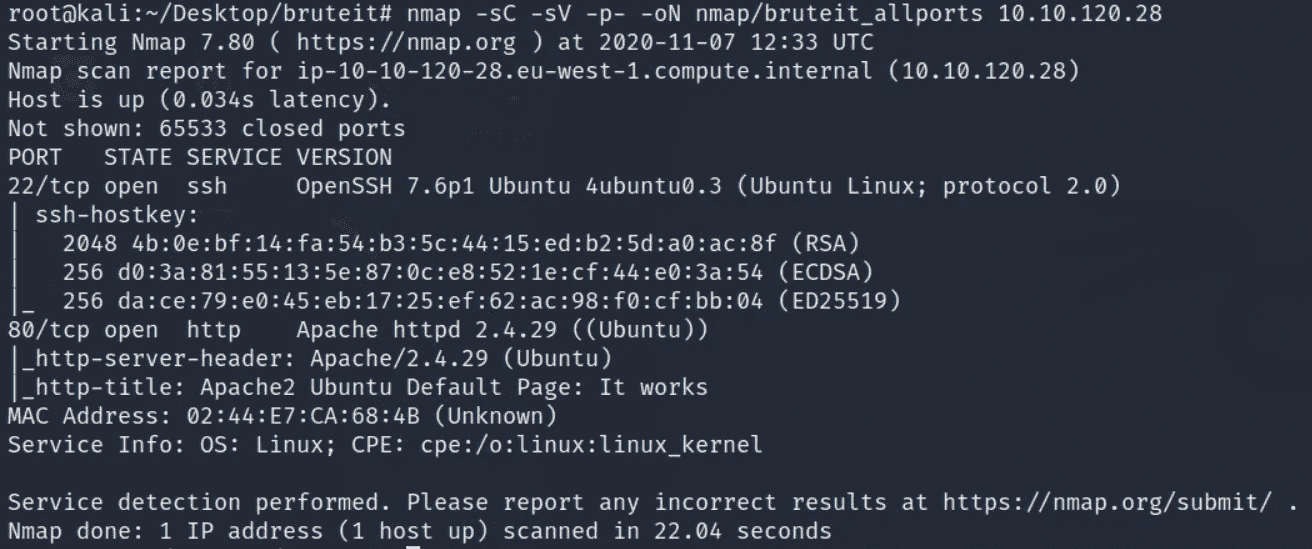 root@kali:~/Desktop/bruteit# nmap -sC -sV -p- -oN nmap/bruteit_allports 10.10.120.28
Starting Nmap 7.80 ( https://nmap.org ) at 2020-11-07 12:33 UTC
Nmap scan report for ip-10-10-120-28.eu-west-1.compute.internal (10.10.120.28)
Host is up (0.034s latency).
Not shown: 65533 closed ports
PORT   STATE SERVICE VERSION
22/tcp open  ssh     OpenSSH 7.6p1 Ubuntu 4ubuntu0.3 (Ubuntu Linux; protocol 2.0)
| ssh-hostkey:
|   2048 4b:0e:bf:14:fa:54:b3:5c:44:15:ed:b2:5d:a0:ac:8f (RSA)
|   256 d0:3a:81:55:13:5e:87:0c:e8:52:1e:cf:44:e0:3a:54 (ECDSA)
|_  256 da:ce:79:e0:45:eb:17:25:ef:62:ac:98:f0:cf:bb:04 (ED25519)
80/tcp open  http    Apache httpd 2.4.29 ((Ubuntu))
|_http-server-header: Apache/2.4.29 (Ubuntu)
|_http-title: Apache2 Ubuntu Default Page: It works
MAC Address: 02:44:E7:CA:68:4B (Unknown)
Service Info: OS: Linux; CPE: cpe:/o:linux:linux_kernel

Service detection performed. Please report any incorrect results at https://nmap.org/submit/ .
Nmap done: 1 IP address (1 host up) scanned in 22.04 seconds